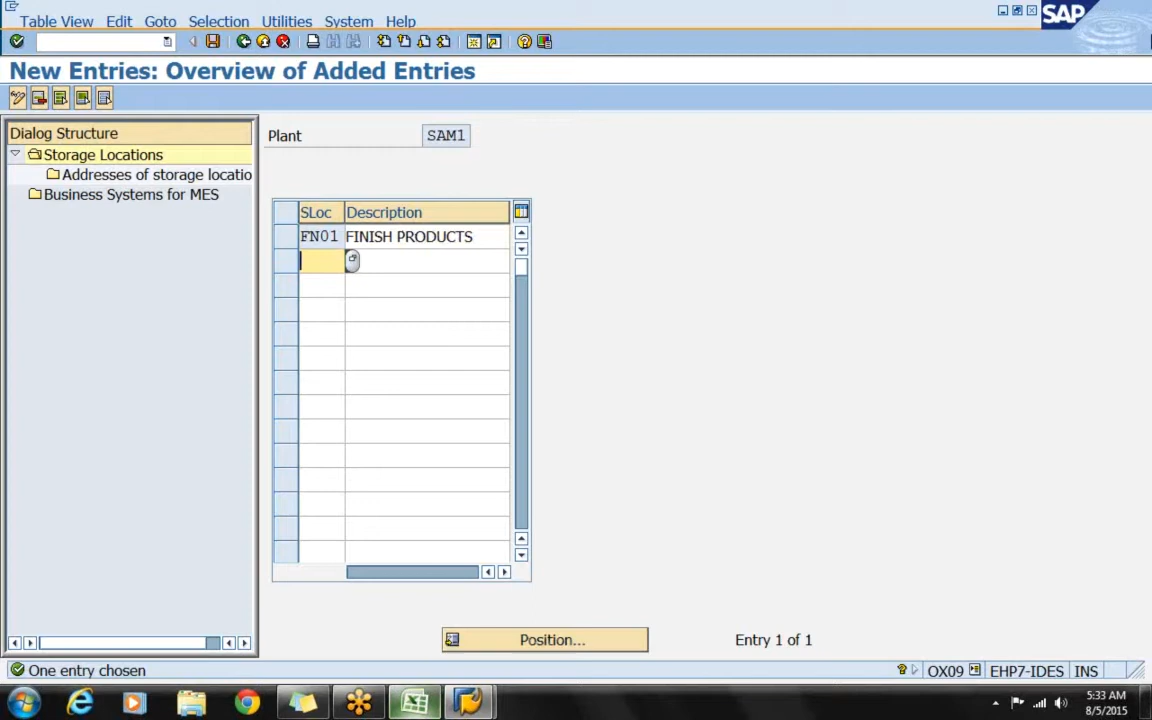 Table View Edit Goto Selection Utilities System Help
SAP
New Entries: Overview of Added Entries
Dialog Structure
Storage Locations
Addresses of storage locatio
Business Systems for MES
Plant SAM1
SLoc Description
FN01 FINISH PRODUCTS
Position... Entry 1 of 1
One entry chosen
OX09 EHP7-IDES INS
5:33 AM
8/5/2015